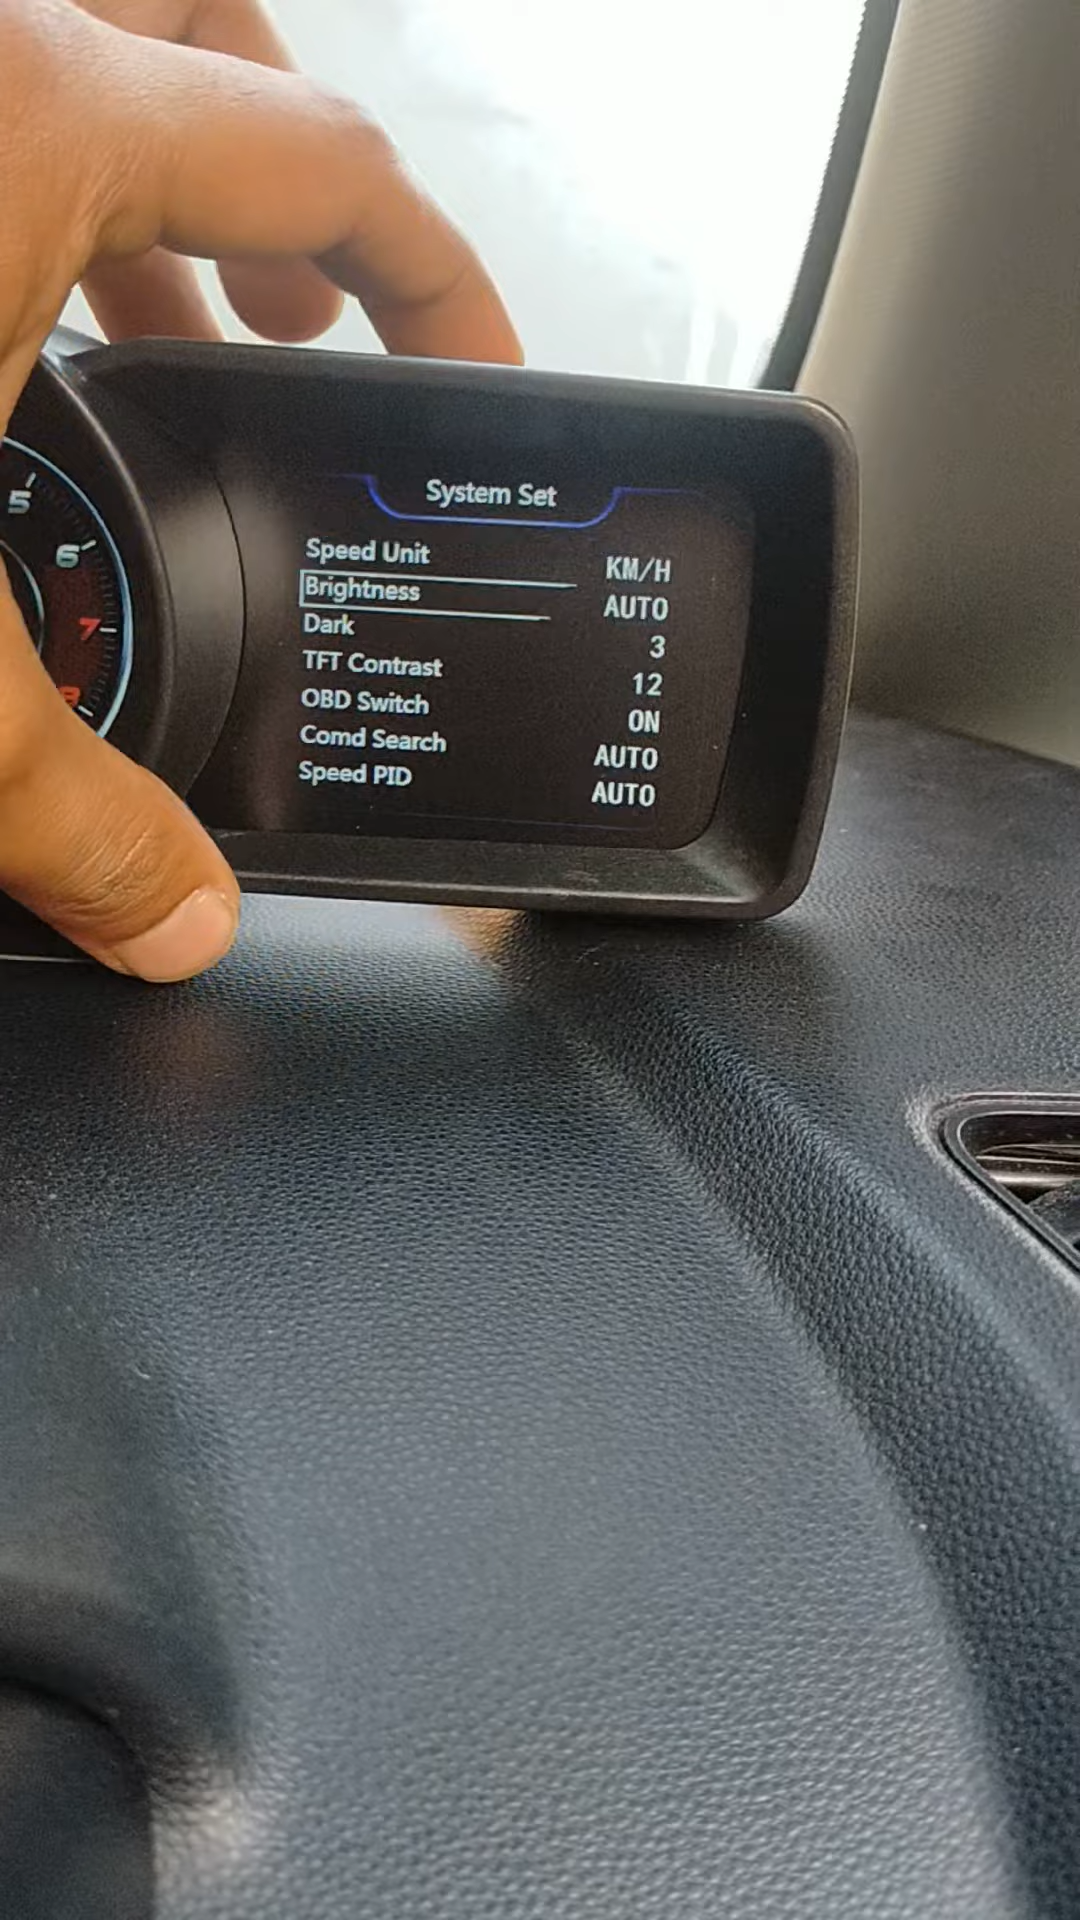 System Set
Speed Unit KM/H
Brightness AUTO
Dark 3
TFT Contrast 12
OBD Switch ON
Comd Search AUTO
Speed PID AUTO
5
6
7
8